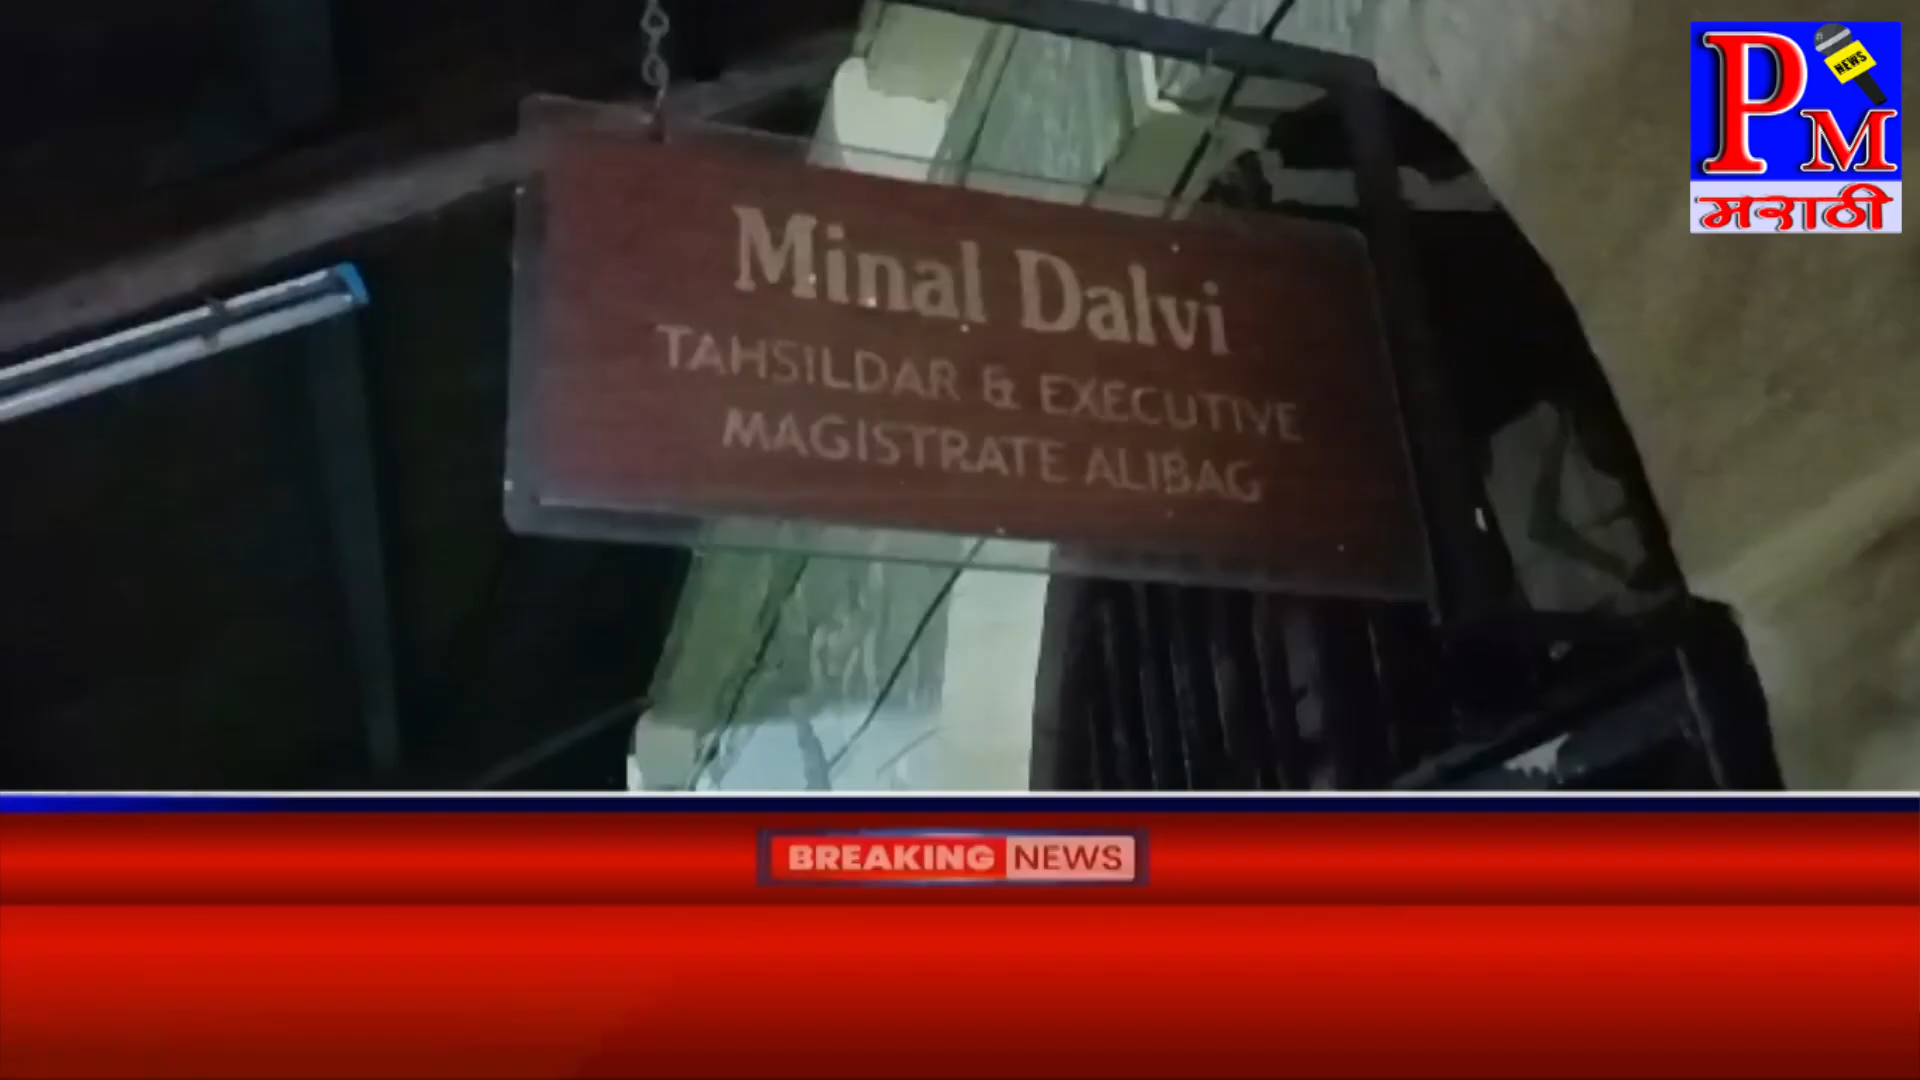 PM
NEWS
मराठी
Minal Dalvi
TAHSILDAR & EXECUTIVE
MAGISTRATE ALIBAG
BREAKING NEWS